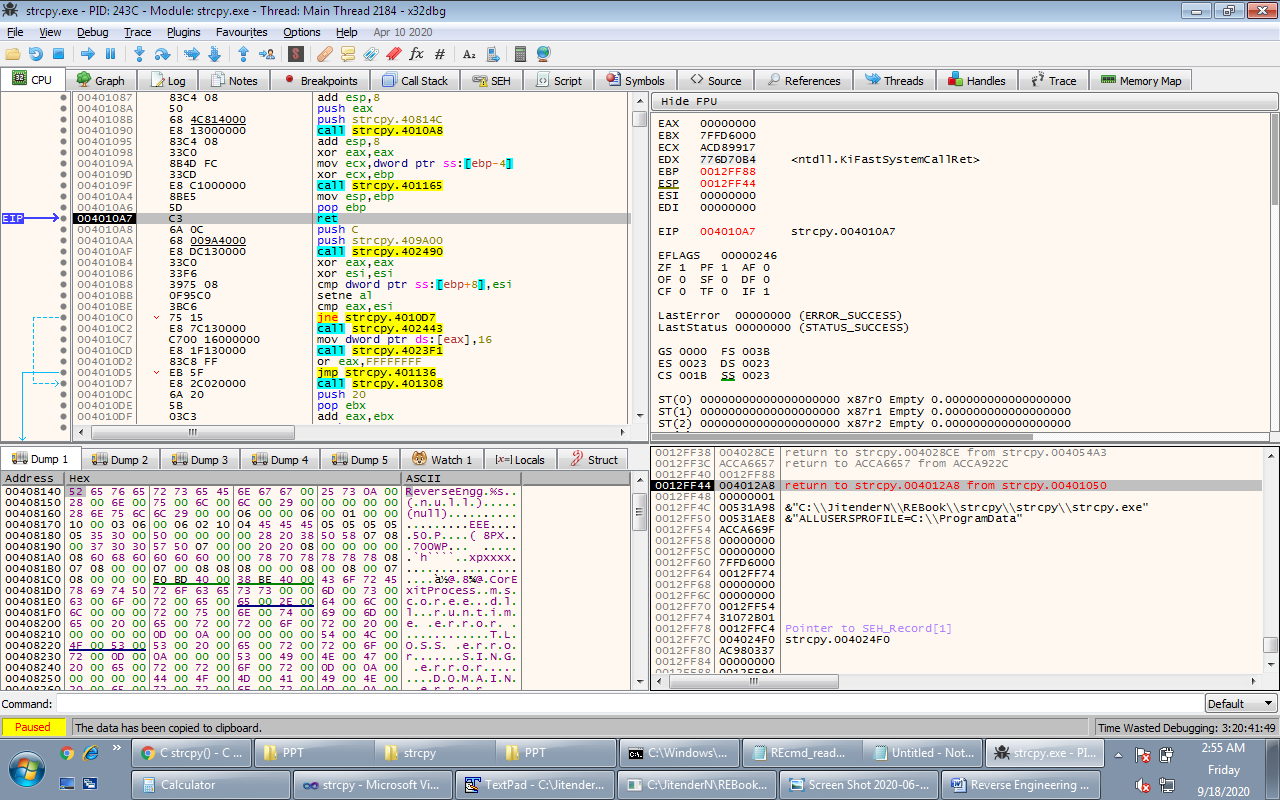 strcpy.exe - PID: 243C - Module: strcpy.exe - Thread: Main Thread 2184 - x32dbg
File View Debug Trace Plugins Favourites Options Help Apr 10 2020
CPU Graph Log Notes Breakpoints Call Stack SEH Script Symbols Source References Threads Handles Trace Memory Map
00401087 83C4 08 add esp,8
0040108A 50 push eax
0040108B 68 4C814000 push strcpy.40814C
00401090 E8 13000000 call strcpy.4010A8
00401095 83C4 08 add esp,8
00401098 33C0 xor eax,eax
0040109A 8B4D FC mov ecx,dword ptr ss:[ebp-4]
0040109D 33CD xor ecx,ebp
0040109F E8 C1000000 call strcpy.401165
004010A4 8BE5 mov esp,ebp
004010A6 5D pop ebp
EIP 004010A7 C3 ret
004010A8 6A 0C push C
004010AA 68 009A4000 push strcpy.409A00
004010AF E8 DC130000 call strcpy.402490
004010B4 33C0 xor eax,eax
004010B6 33F6 xor esi,esi
004010B8 3975 08 cmp dword ptr ss:[ebp+8],esi
004010BB 0F95C0 setne al
004010BE 3BC6 cmp eax,esi
004010C0 75 15 jne strcpy.4010D7
004010C2 E8 7C130000 call strcpy.402443
004010C7 C700 16000000 mov dword ptr ds:[eax],16
004010CD E8 1F130000 call strcpy.4023F1
004010D2 83C8 FF or eax,FFFFFFFF
004010D5 EB 5F jmp strcpy.401136
004010D7 E8 2C020000 call strcpy.401308
004010DC 6A 20 push 20
004010DE 5B pop ebx
004010DF 03C3 add eax,ebx
Hide FPU
EAX 00000000
EBX 7FFD6000
ECX ACD89917
EDX 776D70B4 <ntdll.KiFastSystemCallRet>
EBP 0012FF88
ESP 0012FF44
ESI 00000000
EDI 00000000
EIP 004010A7 strcpy.004010A7
EFLAGS 00000246
ZF 1 PF 1 AF 0
OF 0 SF 0 DF 0
CF 0 TF 0 IF 1
LastError 00000000 (ERROR_SUCCESS)
LastStatus 00000000 (STATUS_SUCCESS)
GS 0000 FS 003B
ES 0023 DS 0023
CS 001B SS 0023
ST(0) 00000000000000000000 x87r0 Empty 0.000000000000000000
ST(1) 00000000000000000000 x87r1 Empty 0.000000000000000000
ST(2) 00000000000000000000 x87r2 Empty 0.000000000000000000
Dump 1 Dump 2 Dump 3 Dump 4 Dump 5 Watch 1 Locals Struct
Address Hex ASCII
00408140 52 65 76 65 72 73 65 45 6E 67 67 00 25 73 0A 00 ReverseEngg.%s..
00408150 28 00 6E 00 75 00 6C 00 6C 00 29 00 00 00 00 00 (.n.u.l.l.).....
00408160 28 6E 75 6C 6C 29 00 00 06 00 00 06 00 01 00 00 (null)..........
00408170 10 00 03 06 00 06 02 10 04 45 45 45 05 05 05 05 .........EEE....
00408180 05 35 30 00 50 00 00 00 00 28 20 38 50 58 07 08 .50.P....( 8PX..
00408190 00 37 30 30 57 50 07 00 00 20 20 08 00 00 00 00 .700WP...  .....
004081A0 08 60 68 60 60 60 60 00 00 78 70 78 78 78 78 08 .`h````..xpxxxx.
004081B0 07 08 00 00 07 00 08 08 08 00 00 08 00 08 00 07 ................
004081C0 08 00 00 00 E0 BD 40 00 38 BE 40 00 43 6F 72 45 ....à½@.8¾@.CorE
004081D0 78 69 74 50 72 6F 63 65 73 73 00 00 6D 00 73 00 xitProcess..m.s.
004081E0 63 00 6F 00 72 00 65 00 65 00 2E 00 64 00 6C 00 c.o.r.e.e...d.l.
004081F0 6C 00 00 00 72 00 75 00 6E 00 74 00 69 00 6D 00 l...r.u.n.t.i.m.
00408200 65 00 20 00 65 00 72 00 72 00 6F 00 72 00 20 00 e. .e.r.r.o.r. .
00408210 00 00 00 00 0D 00 0A 00 00 00 00 00 54 00 4C 00 ............T.L.
00408220 4F 00 53 00 53 00 20 00 65 00 72 00 72 00 6F 00 O.S.S. .e.r.r.o.
00408230 72 00 0D 00 0A 00 00 00 53 00 49 00 4E 00 47 00 r.......S.I.N.G.
00408240 20 00 65 00 72 00 72 00 6F 00 72 00 0D 00 0A 00  .e.r.r.o.r.....
00408250 00 00 00 00 44 00 4F 00 4D 00 41 00 49 00 4E 00 ....D.O.M.A.I.N.
00408260 20 00 65 00 72 00 72 00 6F 00 72 00 0D 00 0A 00
0012FF38 004028CE return to strcpy.004028CE from strcpy.004054A3
0012FF3C ACCA6657 return to ACCA6657 from ACCA922C
0012FF40 0012FF88
0012FF44 004012A8 return to strcpy.004012A8 from strcpy.00401050
0012FF48 00000001
0012FF4C 00531A98 &"C:\\JitenderN\\REBook\\strcpy\\strcpy\\strcpy.exe"
0012FF50 00531AE8 &"ALLUSERSPROFILE=C:\\ProgramData"
0012FF54 ACCA669F
0012FF58 00000000
0012FF5C 00000000
0012FF60 7FFD6000
0012FF64 0012FF74
0012FF68 00000000
0012FF6C 00000000
0012FF70 0012FF54
0012FF74 31072B01
0012FF78 0012FFC4 Pointer to SEH_Record[1]
0012FF7C 004024F0 strcpy.004024F0
0012FF80 AC980337
0012FF84 00000000
0012FF88 0012FF94
Command: Default
Paused The data has been copied to clipboard. Time Wasted Debugging: 3:20:41:49
C strcpy() - C ... PPT strcpy PPT C:\Windows\... REcmd_read... Untitled - Not... strcpy.exe - PI... 2:55 AM
Friday
Calculator strcpy - Microsoft Vi... TextPad - C:\Jitender... C:\JitenderN\REBook... Screen Shot 2020-06-... Reverse Engineering ... 9/18/2020